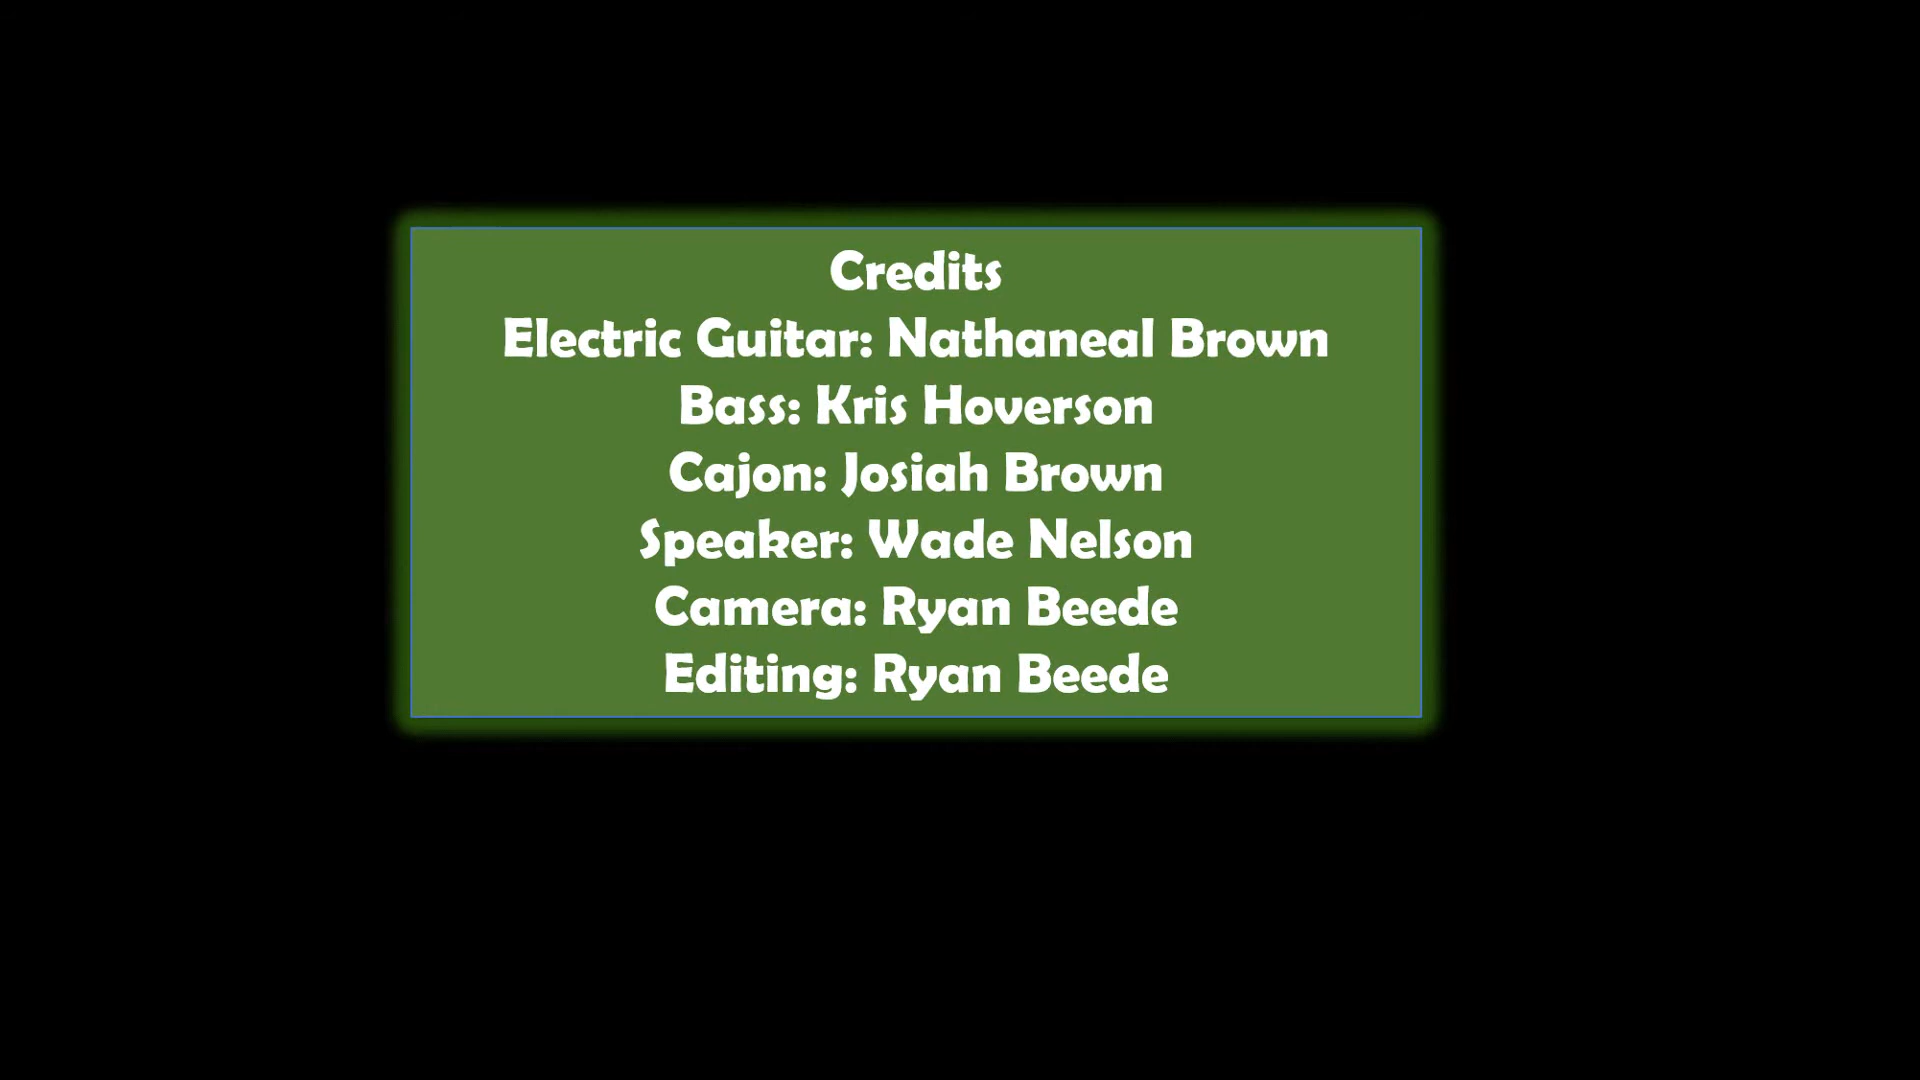 Credits
Electric Guitar: Nathaneal Brown
Bass: Kris Hoverson
Cajon: Josiah Brown
Speaker: Wade Nelson
Camera: Ryan Beede
Editing: Ryan Beede